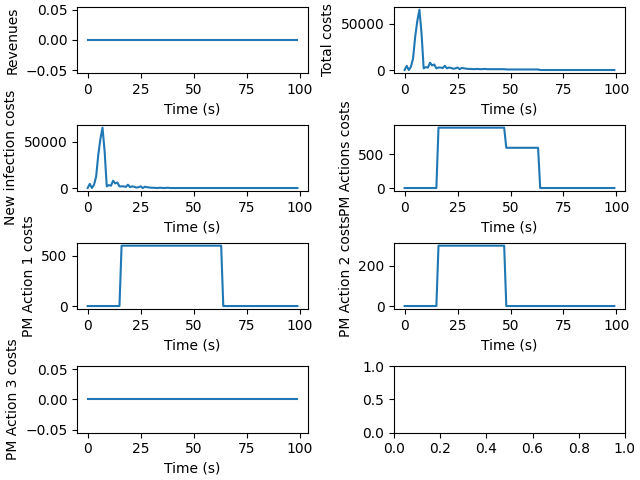 Revenues
0.05
0.00
−0.05
0 25 50 75 100
Time (s)
Total costs
50000
0
0 25 50 75 100
Time (s)
New infection costs
50000
0
0 25 50 75 100
Time (s)
PM Actions costs
500
0
0 25 50 75 100
Time (s)
PM Action 1 costs
500
0
0 25 50 75 100
Time (s)
PM Action 2 costs
200
0
0 25 50 75 100
Time (s)
PM Action 3 costs
0.05
0.00
−0.05
0 25 50 75 100
Time (s)
1.0
0.5
0.0
0.0 0.2 0.4 0.6 0.8 1.0